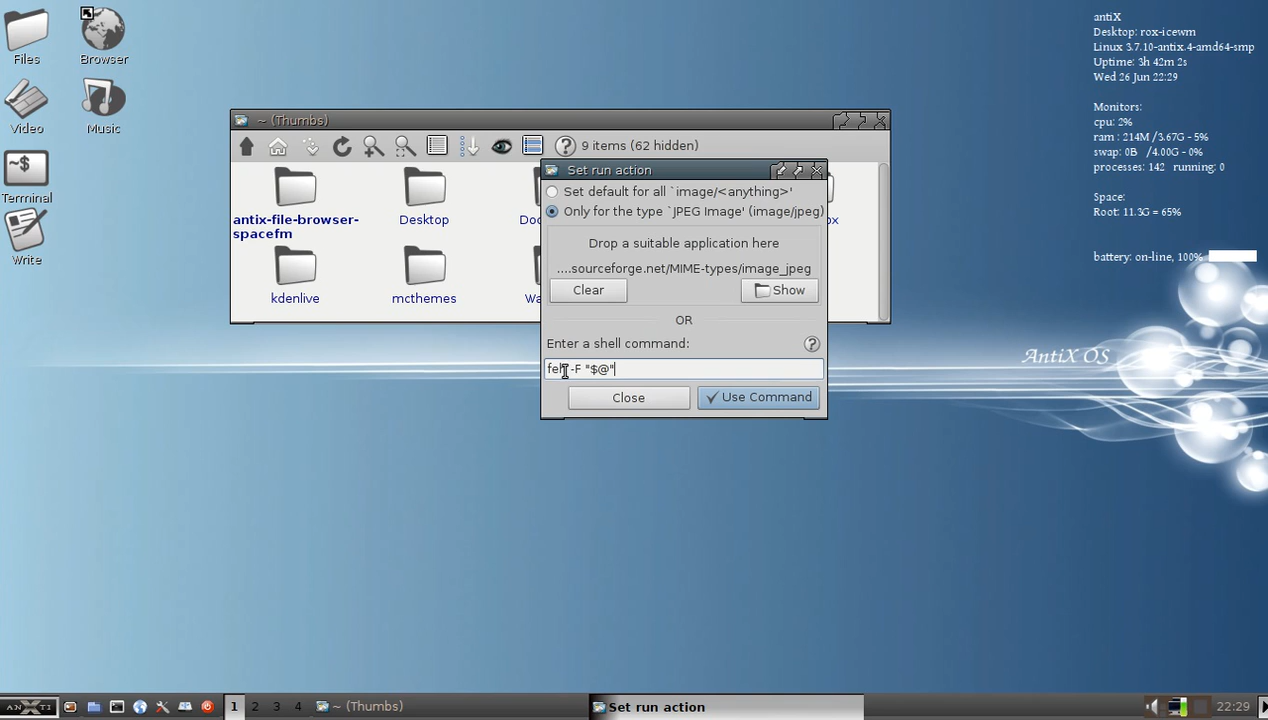 Files
Browser
Video
Music
~$
Terminal
Write
antiX
Desktop: rox-icewm
Linux 3.7.10-antix.4-amd64-smp
Uptime: 3h 42m 2s
Wed 26 Jun 22:29
Monitors:
cpu: 2%
ram : 214M /3.67G - 5%
swap: 0B /4.00G - 0%
processes: 142 running: 0
Space:
Root: 11.3G = 65%
battery: on-line, 100%
AntiX OS
~ (Thumbs)
9 items (62 hidden)
antix-file-browser-
spacefm
Desktop
kdenlive
mcthemes
Set run action
Set default for all `image/<anything>'
Only for the type `JPEG Image' (image/jpeg)
Drop a suitable application here
....sourceforge.net/MIME-types/image_jpeg
Clear
Show
OR
Enter a shell command:
feh -F "$@"
Close
Use Command
1 2 3 4
~ (Thumbs)
Set run action
22:29